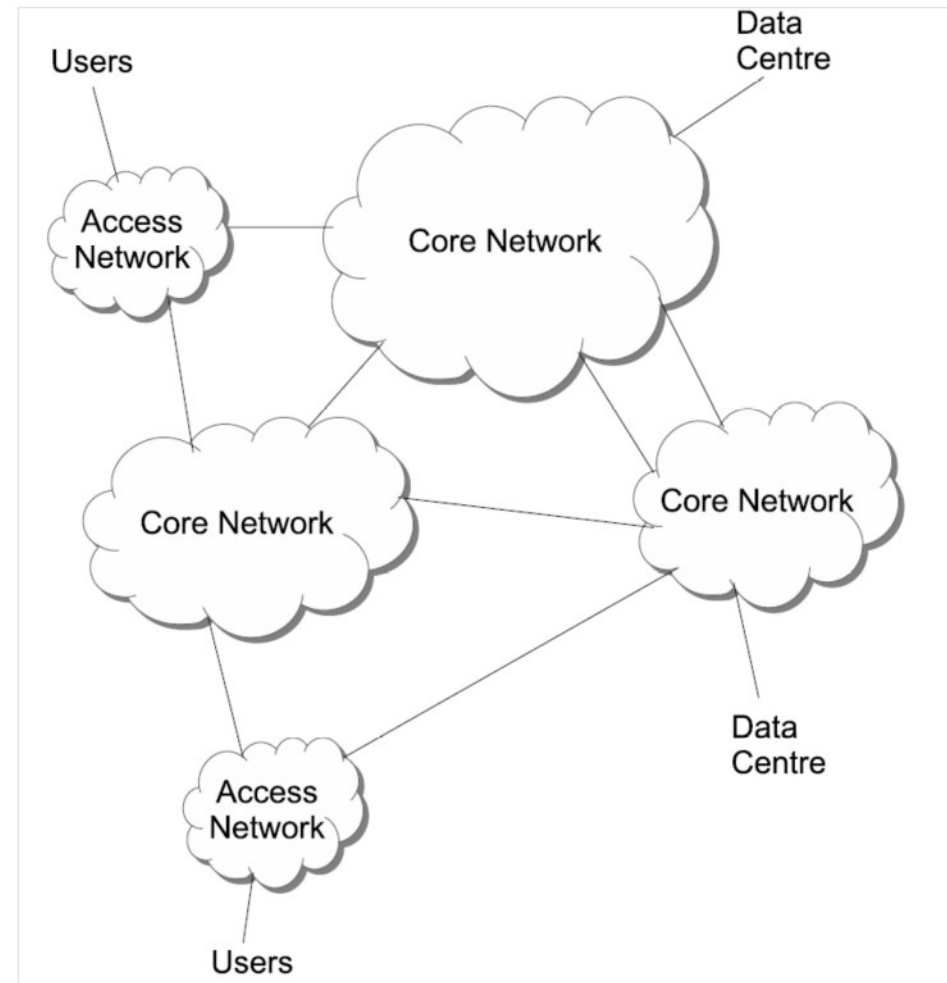 Users
Data
Centre
Access
Network
Core Network
Core Network
Core Network
Data
Centre
Access
Network
Users